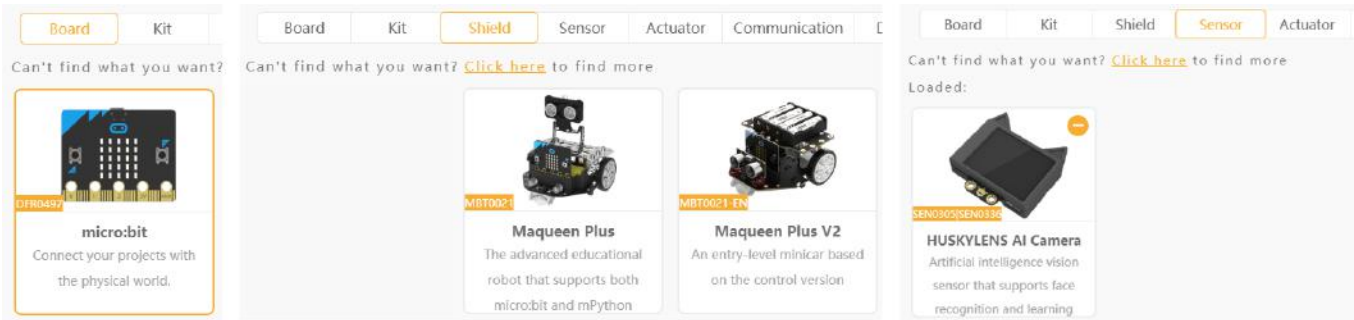 Board Kit
Can't find what you want?
DFR0497
micro:bit
Connect your projects with
the physical world.
Board Kit Shield Sensor Actuator Communication
Can't find what you want? Click here to find more
MBT0021
Maqueen Plus
The advanced educational
robot that supports both
micro:bit and mPython
MBT0021-EN
Maqueen Plus V2
An entry-level minicar based
on the control version
Board Kit Shield Sensor Actuator
Can't find what you want? Click here to find more
Loaded:
SEN0305|SEN0336
HUSKYLENS AI Camera
Artificial intelligence vision
sensor that supports face
recognition and learning